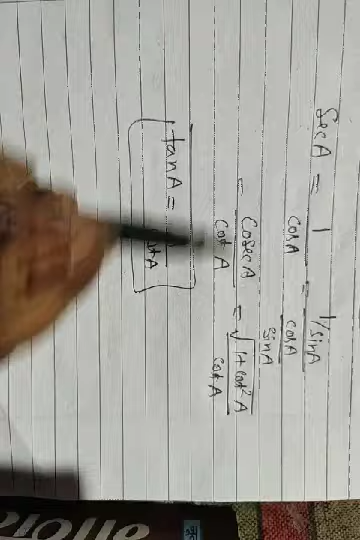 SecA = 1/cosA = (1/sinA)/(cosA/sinA)
= CosecA/Cot A = √(1+cot²A)/cot A
tanA =